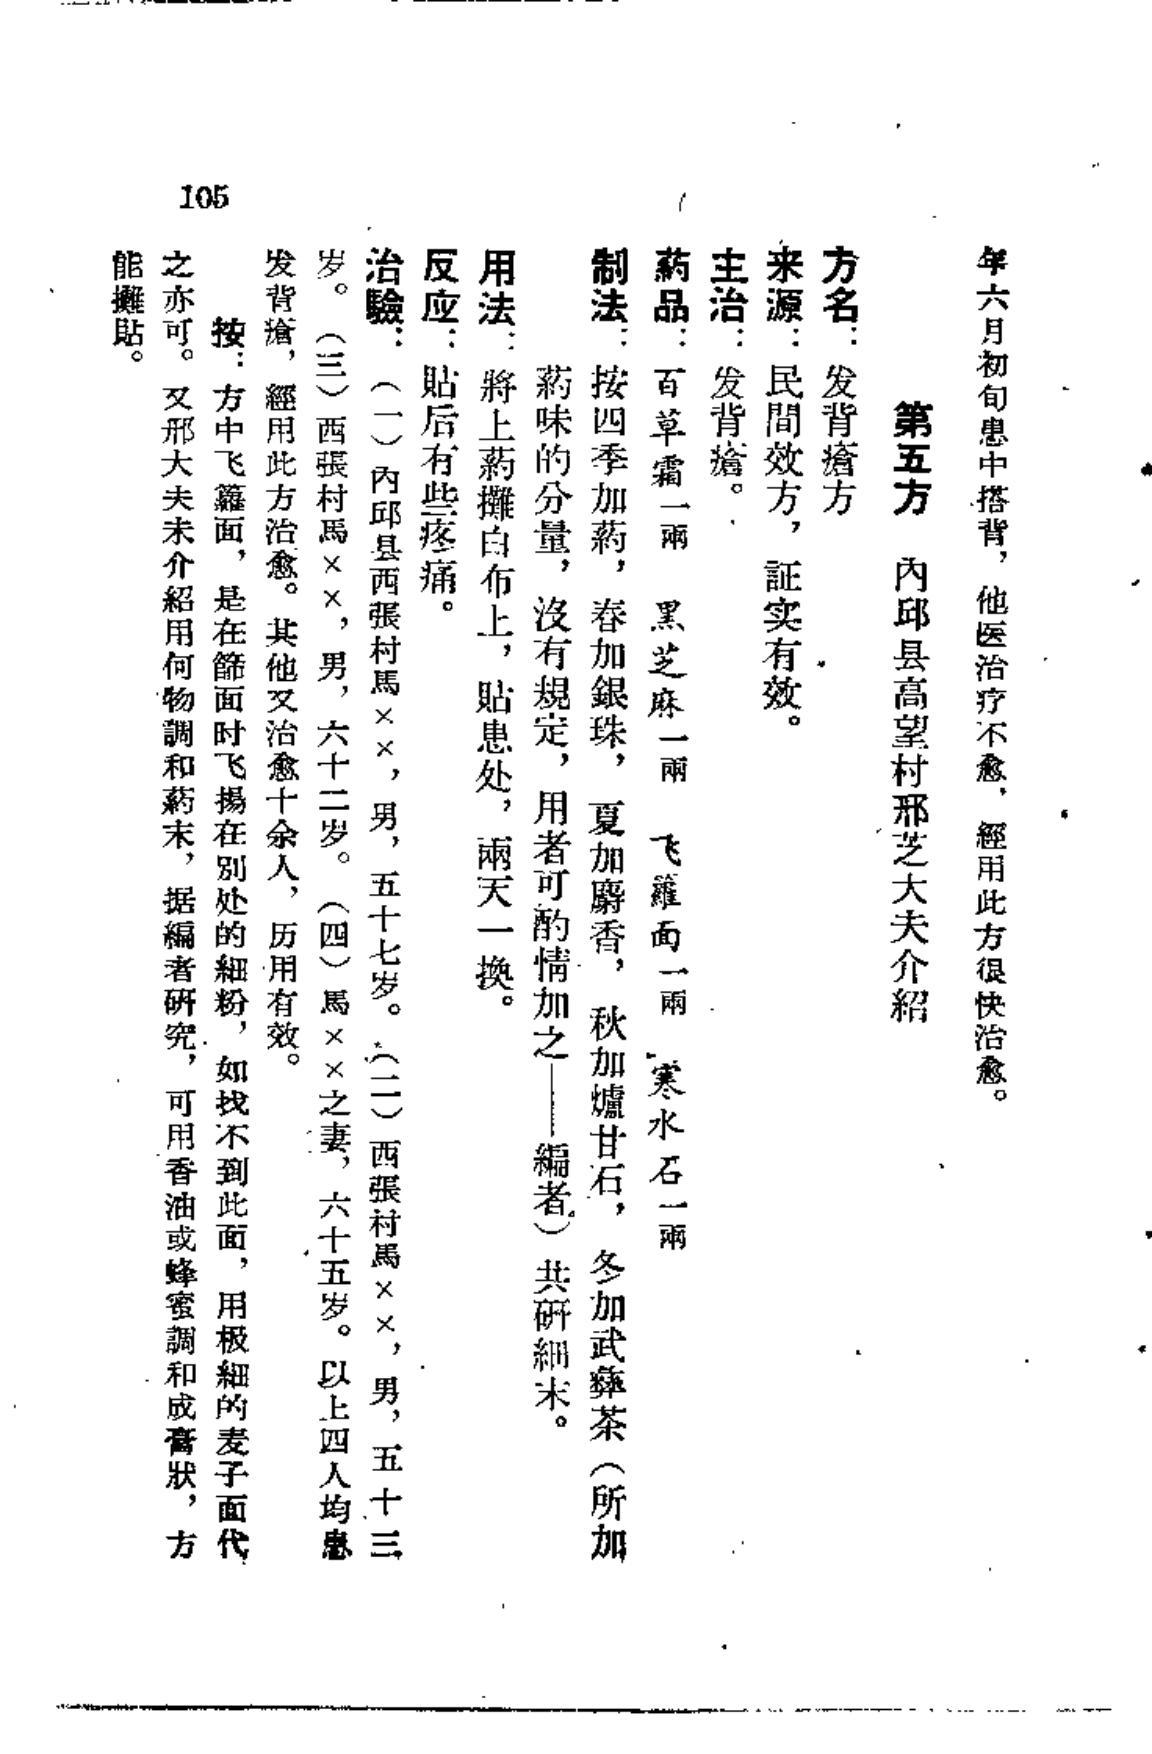 年六月初旬患中搭背，他医治疗不愈，經用此方很快治愈。
第五方　內邱县高望村邢芝大夫介紹
方名：发背瘡方
来源：民間效方，証实有效。
主治：发背瘡。
葯品：百草霜一兩　黑芝麻一兩　飞籮面一兩　寒水石一兩
制法：按四季加葯，春加銀珠，夏加麝香，秋加爐甘石，冬加武彝茶（所加
葯味的分量，沒有規定，用者可酌情加之——編者）共研細末。
用法：將上葯攤白布上，貼患处，兩天一換。
反应：貼后有些疼痛。
治驗：（一）內邱县西張村馬××，男，五十七岁。（二）西張村馬××，男，五十三
岁。（三）西張村馬××，男，六十二岁。（四）馬××之妻，六十五岁。以上四人均患
发背瘡，經用此方治愈。其他又治愈十余人，历用有效。
按：方中飞籮面，是在篩面时飞揚在別处的細粉，如找不到此面，用极細的麦子面代
之亦可。又邢大夫未介紹用何物調和葯末，据編者研究，可用香油或蜂蜜調和成膏狀，方
能攤貼。
105